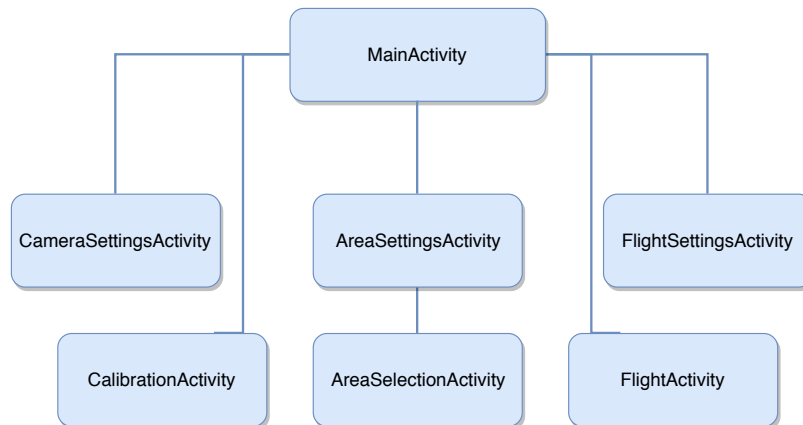 MainActivity
CameraSettingsActivity
AreaSettingsActivity
FlightSettingsActivity
CalibrationActivity
AreaSelectionActivity
FlightActivity